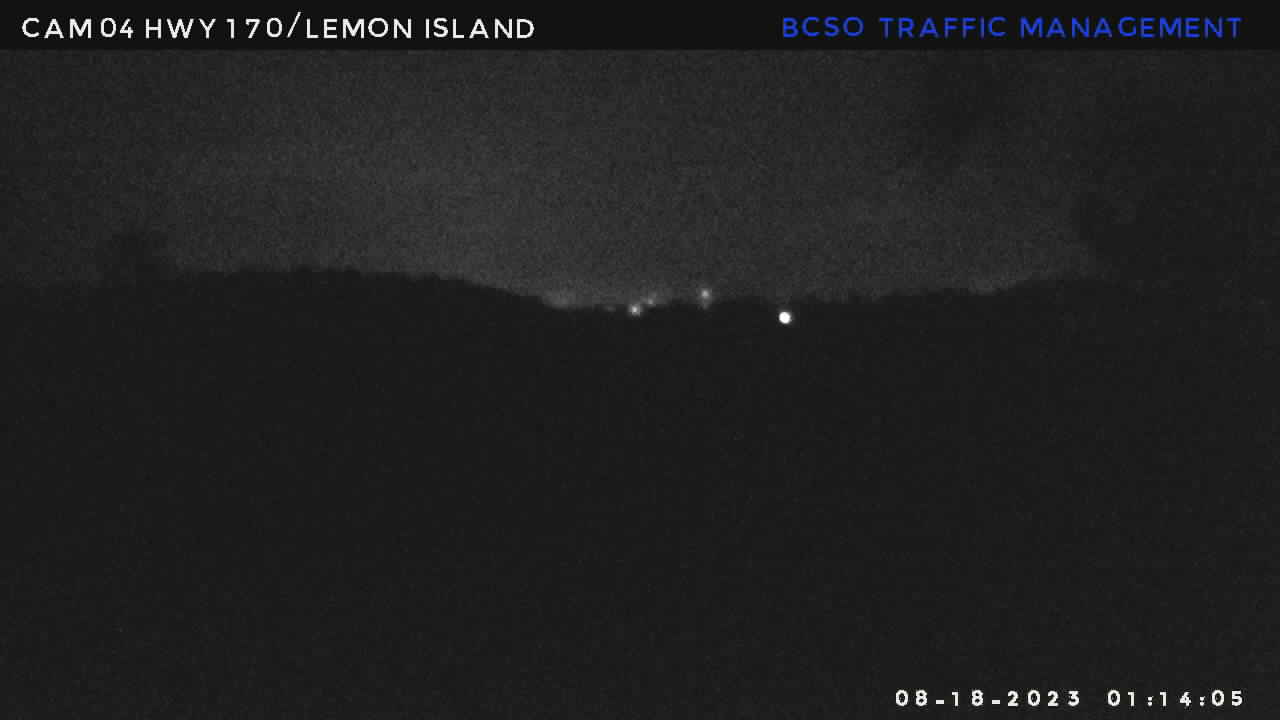 CAM 04 HWY 170/LEMON ISLAND
BCSO TRAFFIC MANAGEMENT
08-18-2023 01:14:05